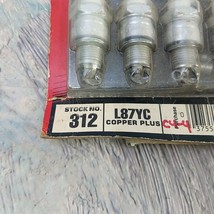 STOCK NO.
312
L87YC
COPPER PLUS